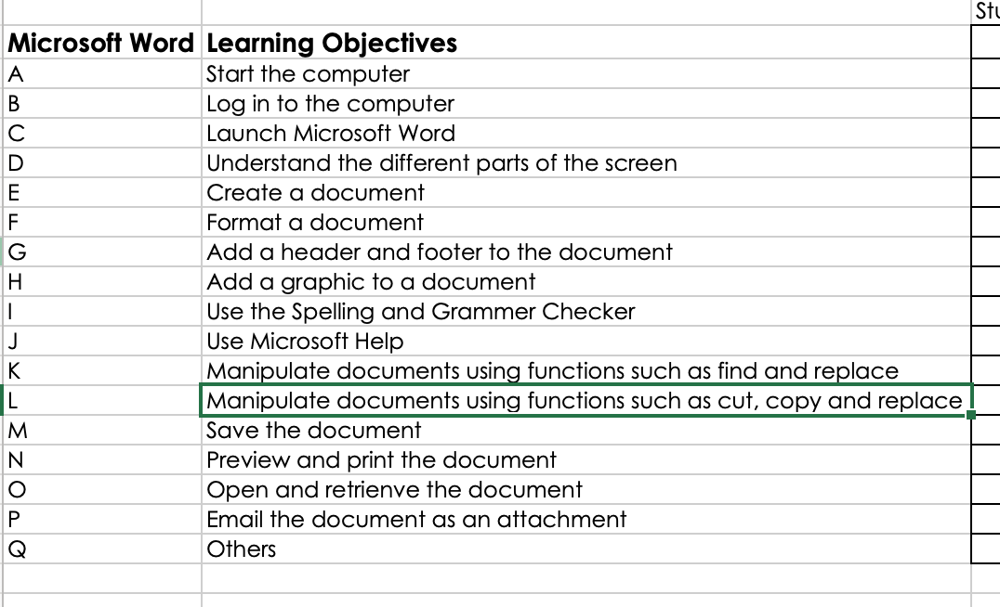 Stu
Microsoft Word Learning Objectives
A Start the computer
B Log in to the computer
C Launch Microsoft Word
D Understand the different parts of the screen
E Create a document
F Format a document
G Add a header and footer to the document
H Add a graphic to a document
I Use the Spelling and Grammer Checker
J Use Microsoft Help
K Manipulate documents using functions such as find and replace
L Manipulate documents using functions such as cut, copy and replace
M Save the document
N Preview and print the document
O Open and retrienve the document
P Email the document as an attachment
Q Others